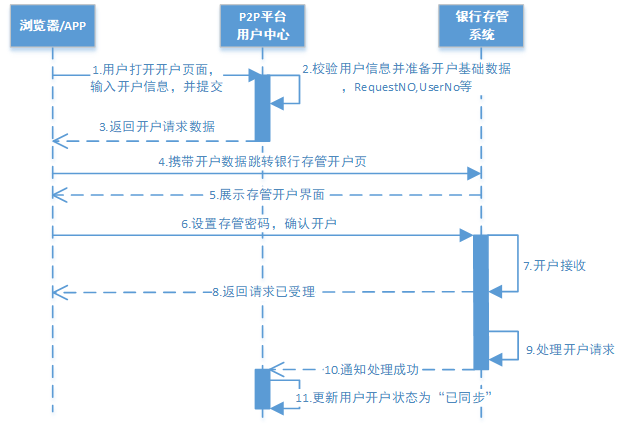 浏览器/APP
P2P平台
用户中心
银行存管
系统
1.用户打开开户页面，
输入开户信息，并提交
2.校验用户信息并准备开户基础数据
，RequestNO,UserNo等
3.返回开户请求数据
4.携带开户数据跳转银行存管开户页
5.展示存管开户界面
6.设置存管密码，确认开户
7.开户接收
8.返回请求已受理
9.处理开户请求
10.通知处理成功
11.更新用户开户状态为“已同步”